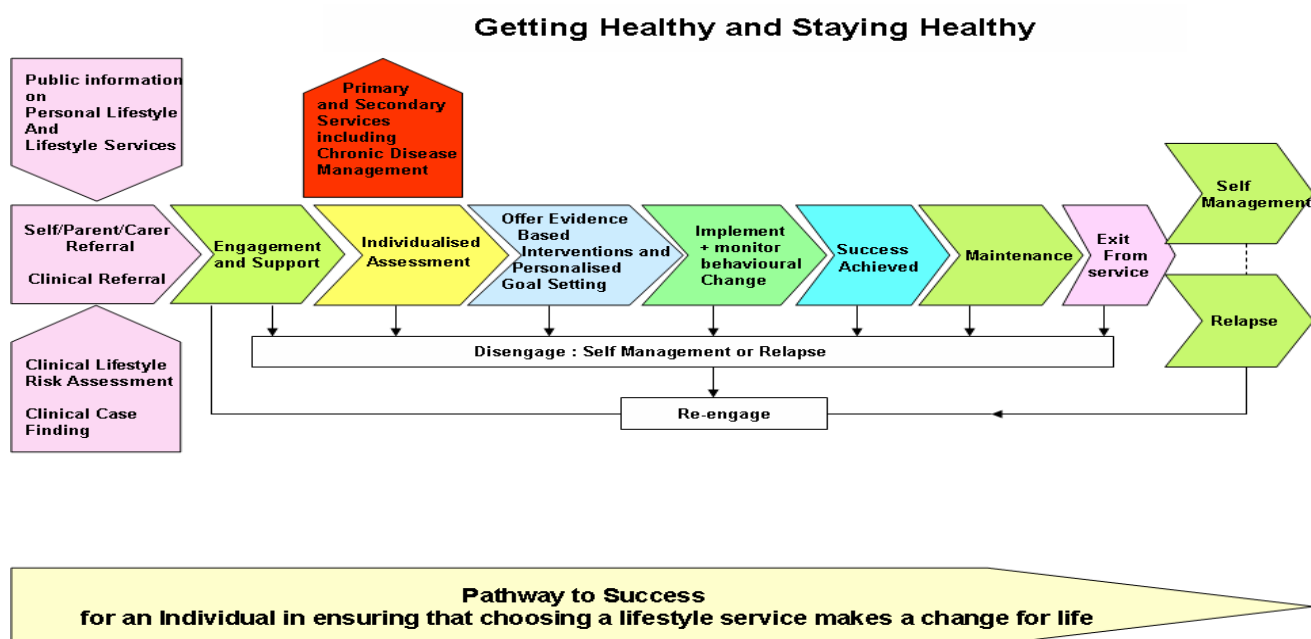 Getting Healthy and Staying Healthy
Public information
on
Personal Lifestyle
And
Lifestyle Services
Primary
and Secondary
Services
including
Chronic Disease
Management
Self/Parent/Carer
Referral
Clinical Referral
Engagement
and Support
Individualised
Assessment
Offer Evidence
Based
Interventions and
Personalised
Goal Setting
Implement
+ monitor
behavioural
Change
Success
Achieved
Maintenance
Exit
From
service
Self
Management
Relapse
Clinical Lifestyle
Risk Assessment
Clinical Case
Finding
Disengage : Self Management or Relapse
Re-engage
Pathway to Success
for an Individual in ensuring that choosing a lifestyle service makes a change for life